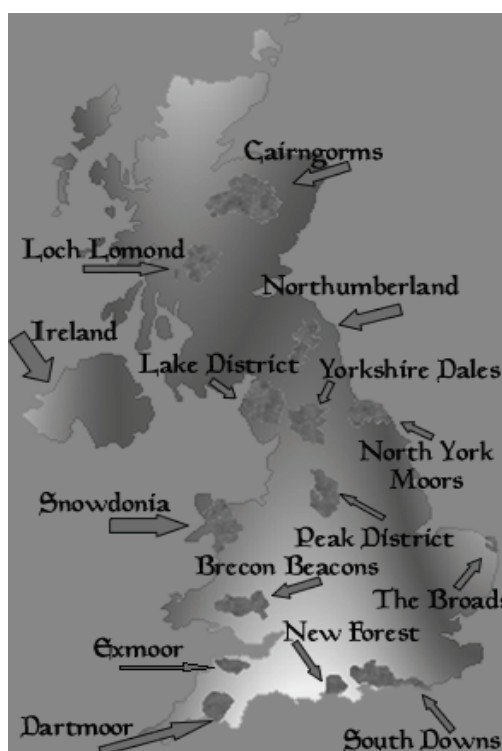 Cairngorms
Loch Lomond
Northumberland
Ireland
Lake District
Yorkshire Dales
North York
Moors
Snowdonia
Peak District
Brecon Beacons
The Broads
New Forest
Exmoor
Dartmoor
South Downs